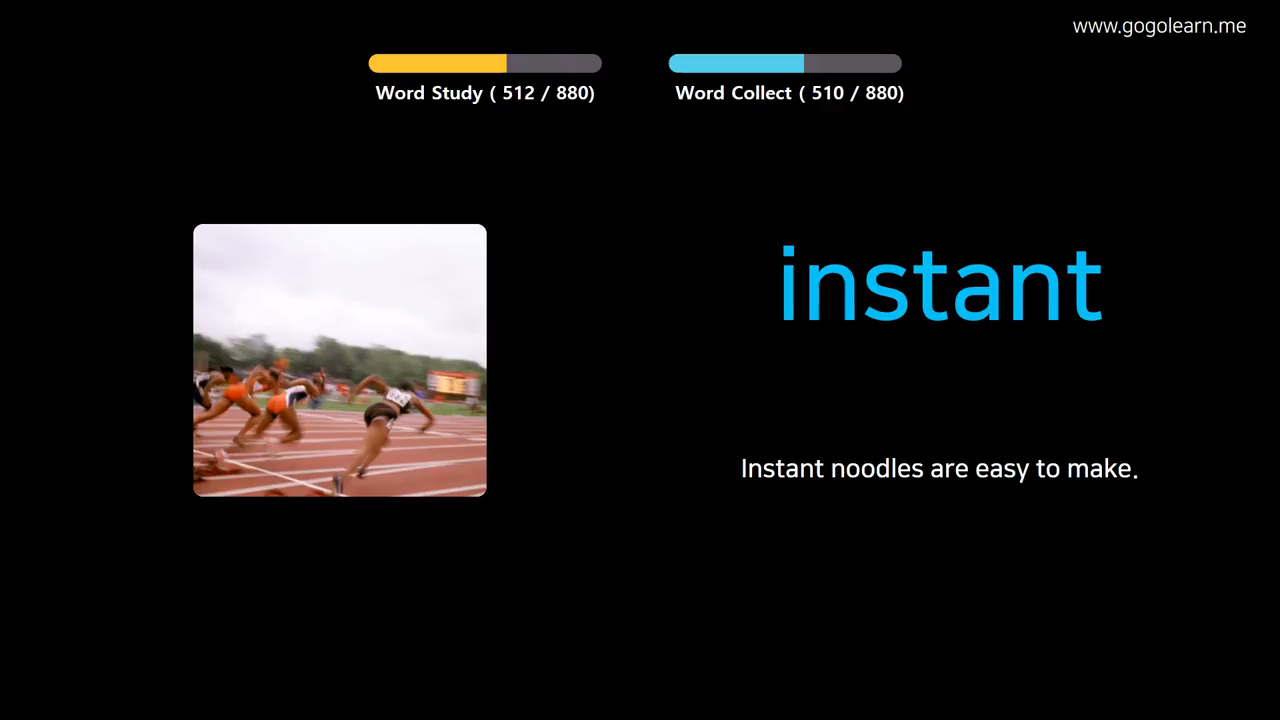 www.gogolearn.me
Word Study ( 512 / 880)
Word Collect ( 510 / 880)
instant
Instant noodles are easy to make.